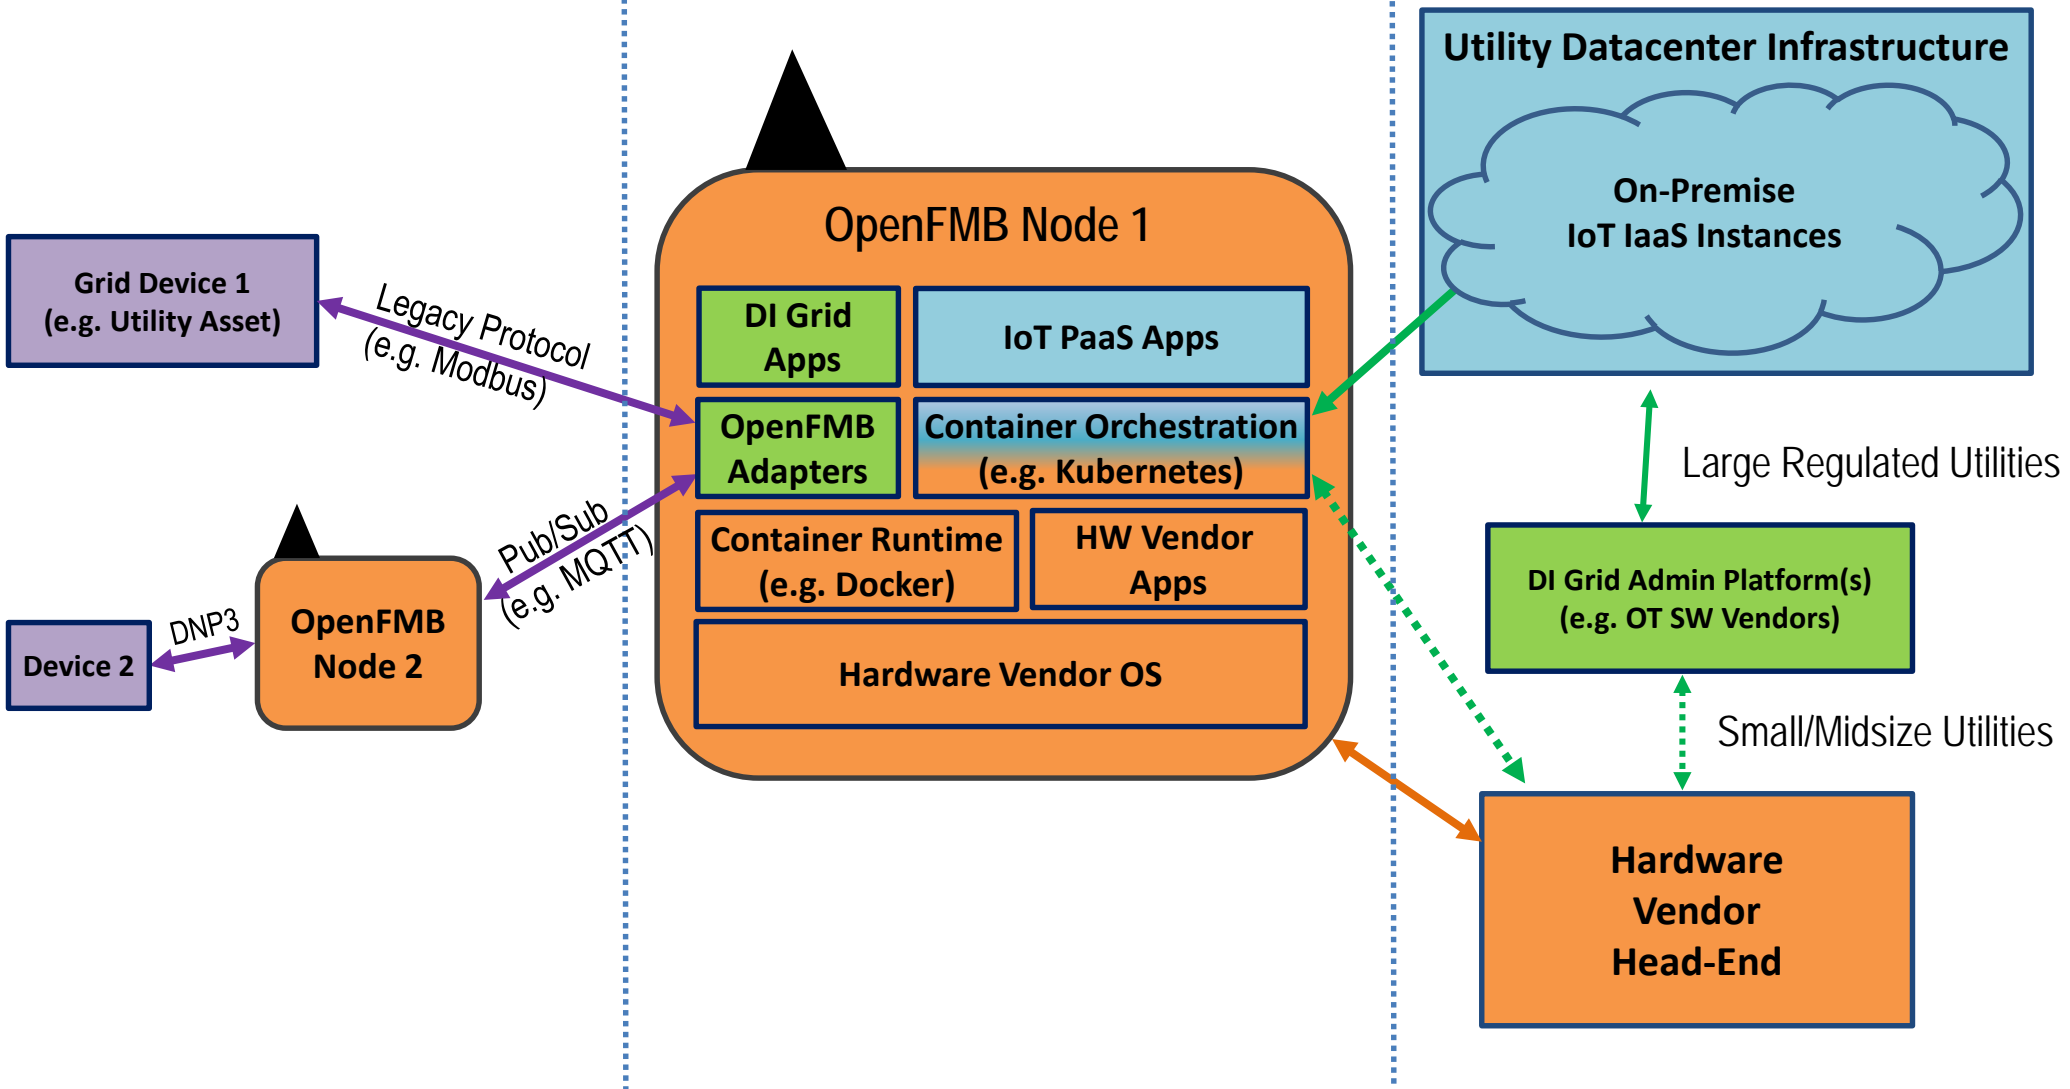 Utility Datacenter Infrastructure
On-Premise
IoT IaaS Instances
OpenFMB Node 1
Grid Device 1
(e.g. Utility Asset)
Legacy Protocol
(e.g. Modbus)
DI Grid
Apps
IoT PaaS Apps
OpenFMB
Adapters
Container Orchestration
(e.g. Kubernetes)
Large Regulated Utilities
Pub/Sub
(e.g. MQTT)
Container Runtime
(e.g. Docker)
HW Vendor
Apps
DI Grid Admin Platform(s)
(e.g. OT SW Vendors)
DNP3
Device 2
OpenFMB
Node 2
Hardware Vendor OS
Small/Midsize Utilities
Hardware
Vendor
Head-End